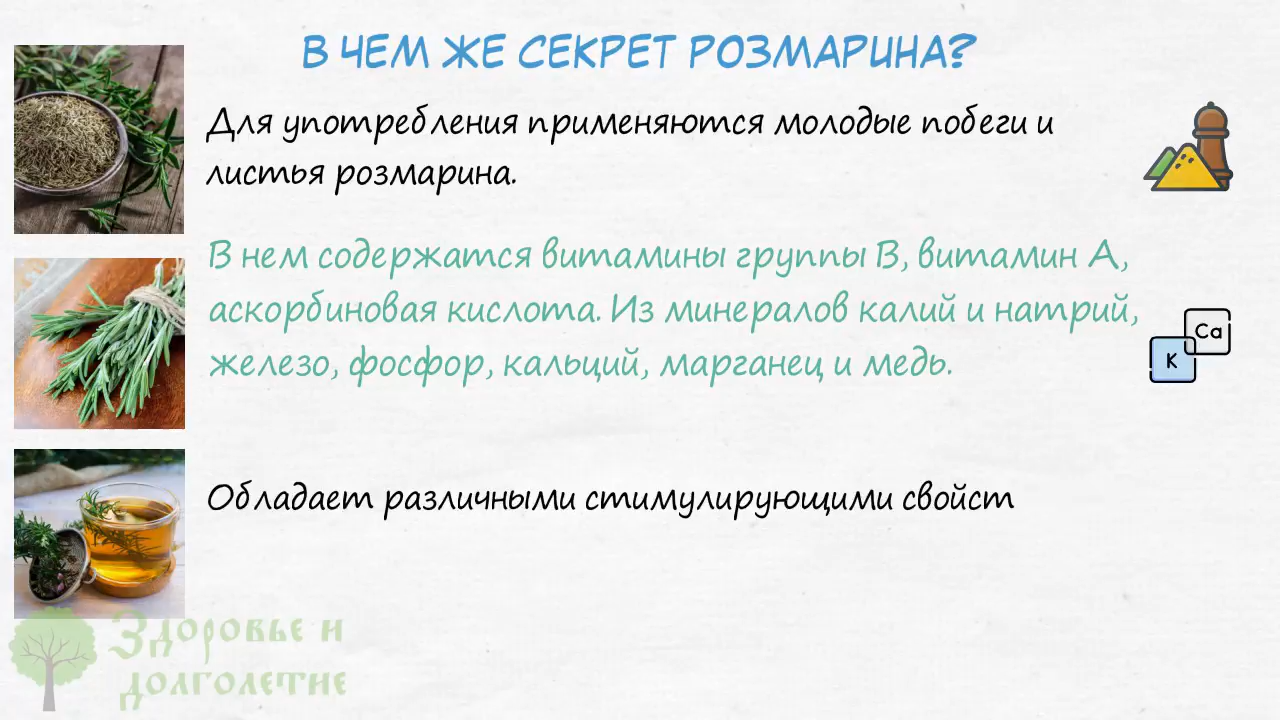 В ЧЕМ ЖЕ СЕКРЕТ РОЗМАРИНА?
Для употребления применяются молодые побеги и
листья розмарина.
В нем содержатся витамины группы В, витамин А,
аскорбиновая кислота. Из минералов калий и натрий,
железо, фосфор, кальций, марганец и медь.
Ca
K
Обладает различными стимулирующими свойст
Здоровье и
долголетие